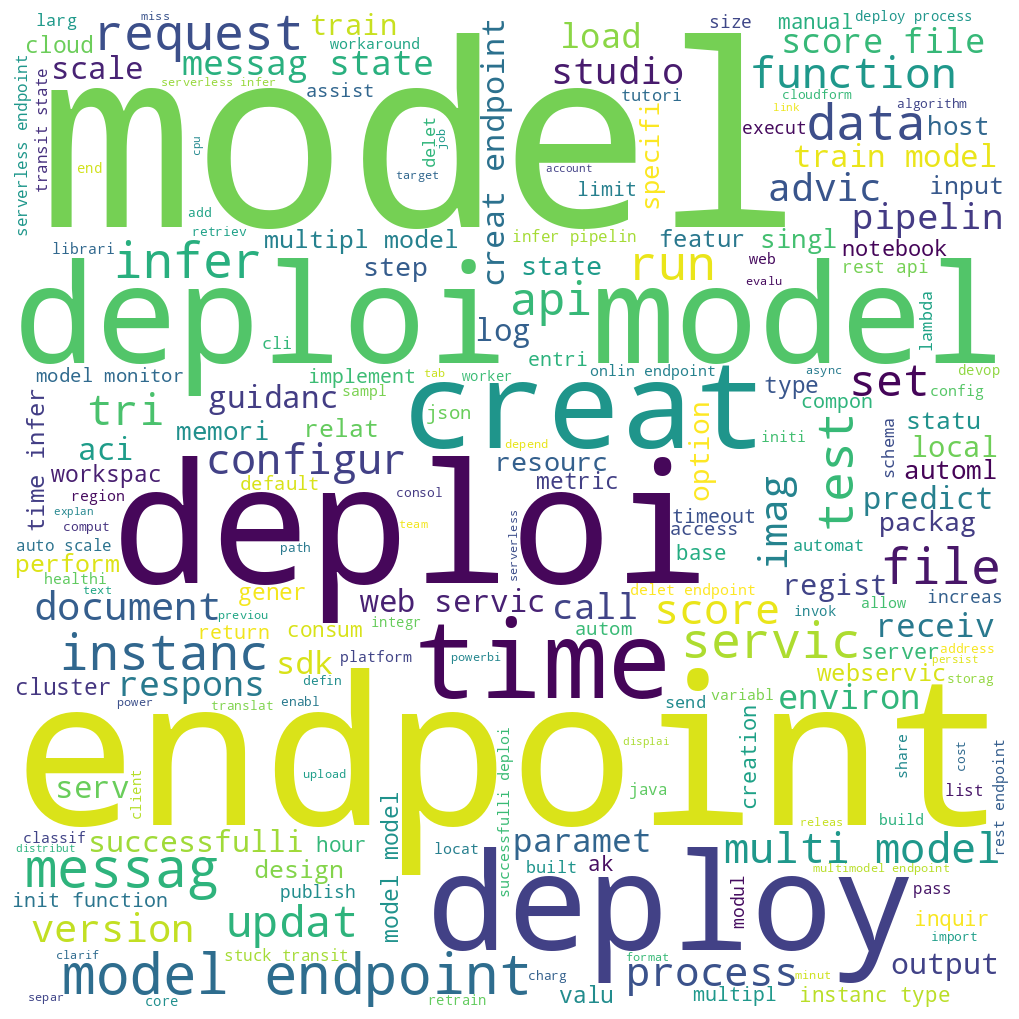 larg
miss
request
train
size
manual
deploy process
cloud
workaround
load
score file
scale
messag state
studio
function
serverless infer
assist
tutori
cloudform
link
algorithm
serverless endpoint
transit state
model
cpu
delet
job
creat endpoint
specifi
execut
data
host
train model
end
target
account
limit
advic
input
add
retriev
pipelin
librari
multipl model
infer pipelin
featur
singl
notebook
infer
step
state
run
web
rest api
evalu
deploi model
api
log
lambda
cli
entri
model monitor
implement
tab
worker
onlin endpoint
async
devop
time infer
tri
guidanc
sampl
creat
type
set
config
json
compon
aci
memori
relat
depend
option
initi
test
schema
statu
local
workspac
configur
resourc
metric
automl
region
default
consol
imag
predict
explan
comput
deploi
team
serverless
timeout
access
packag
auto scale
path
base
automat
perform
healthi
text
gener
delet endpoint
regist
file
increas
document
previou
web servic
call
score
invok
allow
return
consum
integr
autom
receiv
instanc
sdk
platform
powerbi
time
servic
server
address
persist
webservic
cluster
respons
defin
send
variabl
environ
storag
power
translat
enabl
endpoint
displai
creation
share
cost
rest endpoint
serv
client
upload
successfulli deploi
java
list
classif
distribut
successfulli
hour
model model
locat
paramet
releas
build
multi model
messag
design
built
ak
multimodel endpoint
init function
publish
deploy
modul
pass
version
updat
inquir
import
clarif
stuck transit
format
output
model endpoint
charg
process
minut
separ
core
retrain
valu
multipl
instanc type